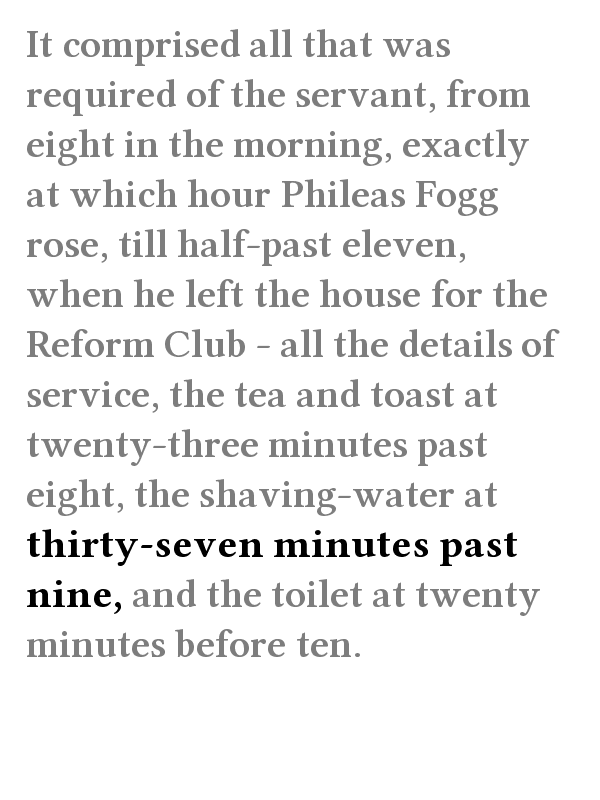 It comprised all that was
required of the servant, from
eight in the morning, exactly
at which hour Phileas Fogg
rose, till half-past eleven,
when he left the house for the
Reform Club - all the details of
service, the tea and toast at
twenty-three minutes past
eight, the shaving-water at
thirty-seven minutes past
nine, and the toilet at twenty
minutes before ten.